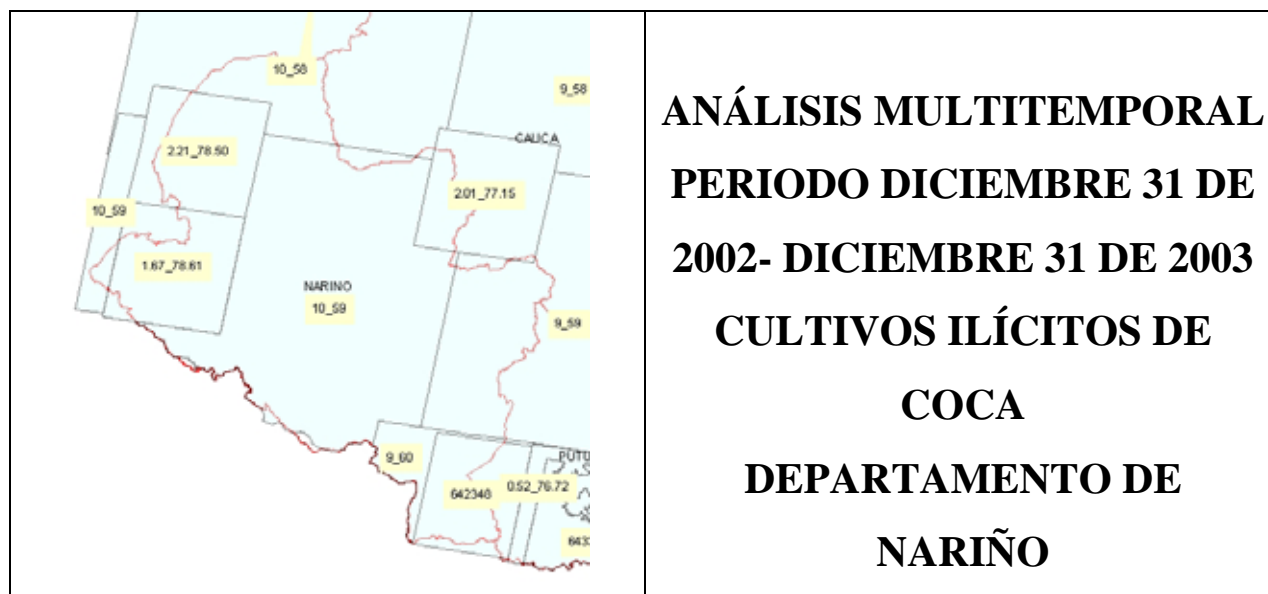 10_58
9_58
CAUCA
2.21_78.50
2.01_77.15
10_59
1.67_78.61
NARINO
10_59
9_59
9_60
642348
0.52_76.72
ANÁLISIS MULTITEMPORAL
PERIODO DICIEMBRE 31 DE
2002- DICIEMBRE 31 DE 2003
CULTIVOS ILÍCITOS DE
COCA
DEPARTAMENTO DE
NARIÑO